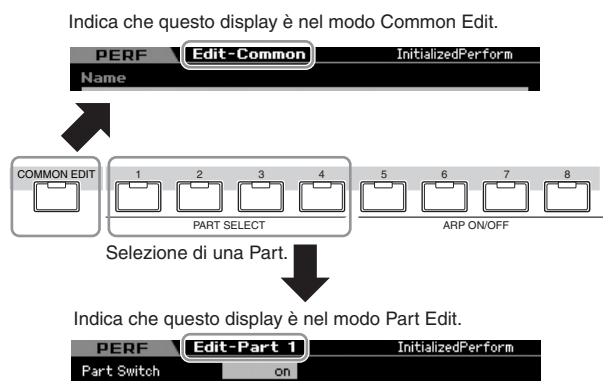 Indica che questo display è nel modo Common Edit.
PERF Edit-Common InitializedPerform
Name
COMMON EDIT 1 2 3 4 5 6 7 8
PART SELECT ARP ON/OFF
Selezione di una Part.
Indica che questo display è nel modo Part Edit.
PERF Edit-Part 1 InitializedPerform
Part Switch on